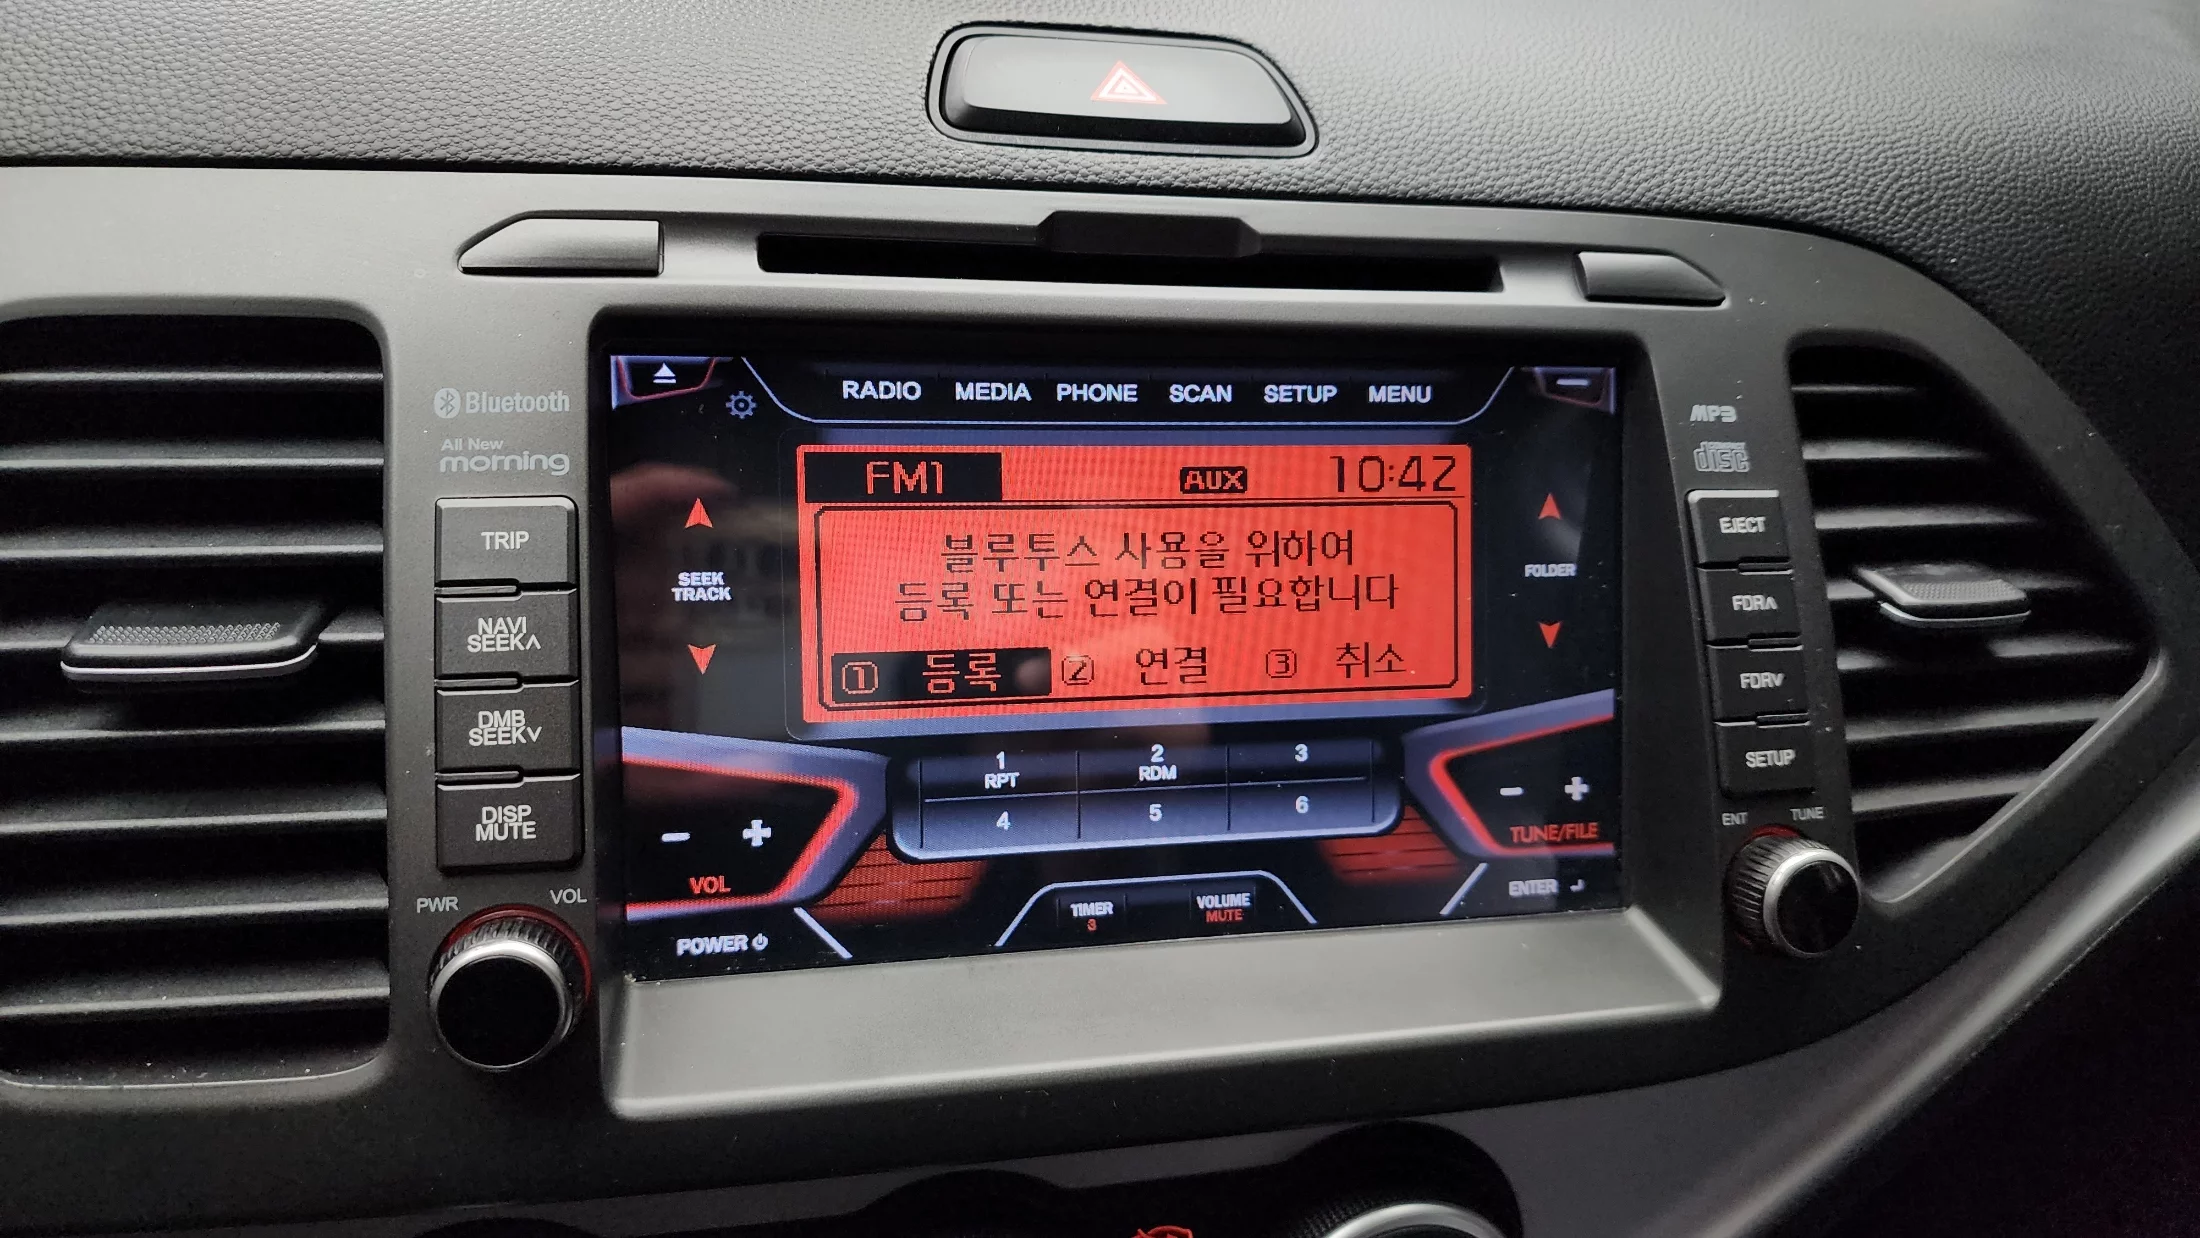 Bluetooth
All New
morning
TRIP
NAVI
SEEK∧
DMB
SEEK∨
DISP
MUTE
PWR
VOL
RADIO MEDIA PHONE SCAN SETUP MENU
SEEK
TRACK
FM1 AUX 10:42
블루투스 사용을 위하여
등록 또는 연결이 필요합니다
① 등록 ② 연결 ③ 취소
FOLDER
1 2 3
RPT RDM
4 5 6
- +
VOL
POWER
TIMER
3
VOLUME
MUTE
- +
TUNE/FILE
ENTER
MP3
COMPACT
disc
EJECT
FDR∧
FDR∨
SETUP
ENT
TUNE